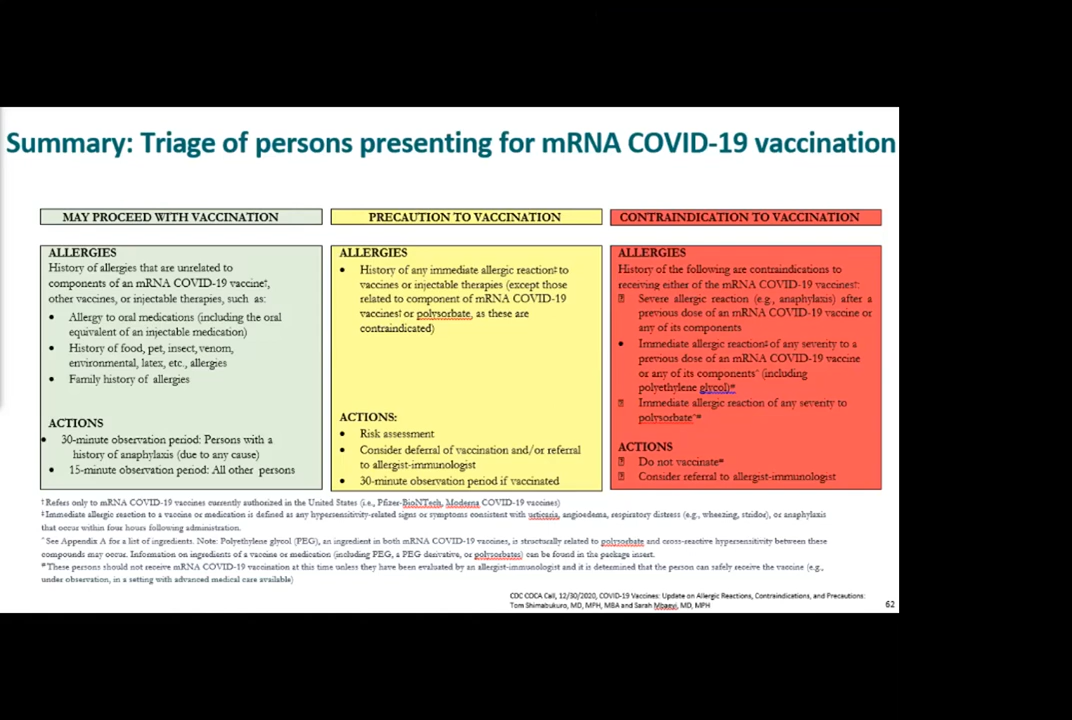 Summary: Triage of persons presenting for mRNA COVID-19 vaccination
MAY PROCEED WITH VACCINATION
ALLERGIES
History of allergies that are unrelated to
components of an mRNA COVID-19 vaccine†,
other vaccines, or injectable therapies, such as:
• Allergy to oral medications (including the oral
equivalent of an injectable medication)
• History of food, pet, insect, venom,
environmental, latex, etc., allergies
• Family history of allergies
ACTIONS
• 30-minute observation period: Persons with a
history of anaphylaxis (due to any cause)
• 15-minute observation period: All other persons
PRECAUTION TO VACCINATION
ALLERGIES
• History of any immediate allergic reaction‡ to
vaccines or injectable therapies (except those
related to component of mRNA COVID-19
vaccines† or polysorbate, as these are
contraindicated)
ACTIONS:
• Risk assessment
• Consider deferral of vaccination and/or referral
to allergist-immunologist
• 30-minute observation period if vaccinated
CONTRAINDICATION TO VACCINATION
ALLERGIES
History of the following are contraindications to
receiving either of the mRNA COVID-19 vaccines†:
Severe allergic reaction (e.g., anaphylaxis) after a
previous dose of an mRNA COVID-19 vaccine or
any of its components
• Immediate allergic reaction‡ of any severity to a
previous dose of an mRNA COVID-19 vaccine
or any of its components^ (including
polyethylene glycol)#
Immediate allergic reaction of any severity to
polysorbate^#
ACTIONS
Do not vaccinate#
Consider referral to allergist-immunologist
† Refers only to mRNA COVID-19 vaccines currently authorized in the United States (i.e., Pfizer-BioNTech, Moderna COVID-19 vaccines)
‡ Immediate allergic reaction to a vaccine or medication is defined as any hypersensitivity-related signs or symptoms consistent with urticaria, angioedema, respiratory distress (e.g., wheezing, stridor), or anaphylaxis
that occur within four hours following administration.
^ See Appendix A for a list of ingredients. Note: Polyethylene glycol (PEG), an ingredient in both mRNA COVID-19 vaccines, is structurally related to polysorbate and cross-reactive hypersensitivity between these
compounds may occur. Information on ingredients of a vaccine or medication (including PEG, a PEG derivative, or polysorbates) can be found in the package insert.
# These persons should not receive mRNA COVID-19 vaccination at this time unless they have been evaluated by an allergist-immunologist and it is determined that the person can safely receive the vaccine (e.g.,
under observation, in a setting with advanced medical care available)
CDC COCA Call, 12/30/2020, COVID-19 Vaccines: Update on Allergic Reactions, Contraindications, and Precautions:
Tom Shimabukuro, MD, MPH, MBA and Sarah Mbaeyi, MD, MPH
62